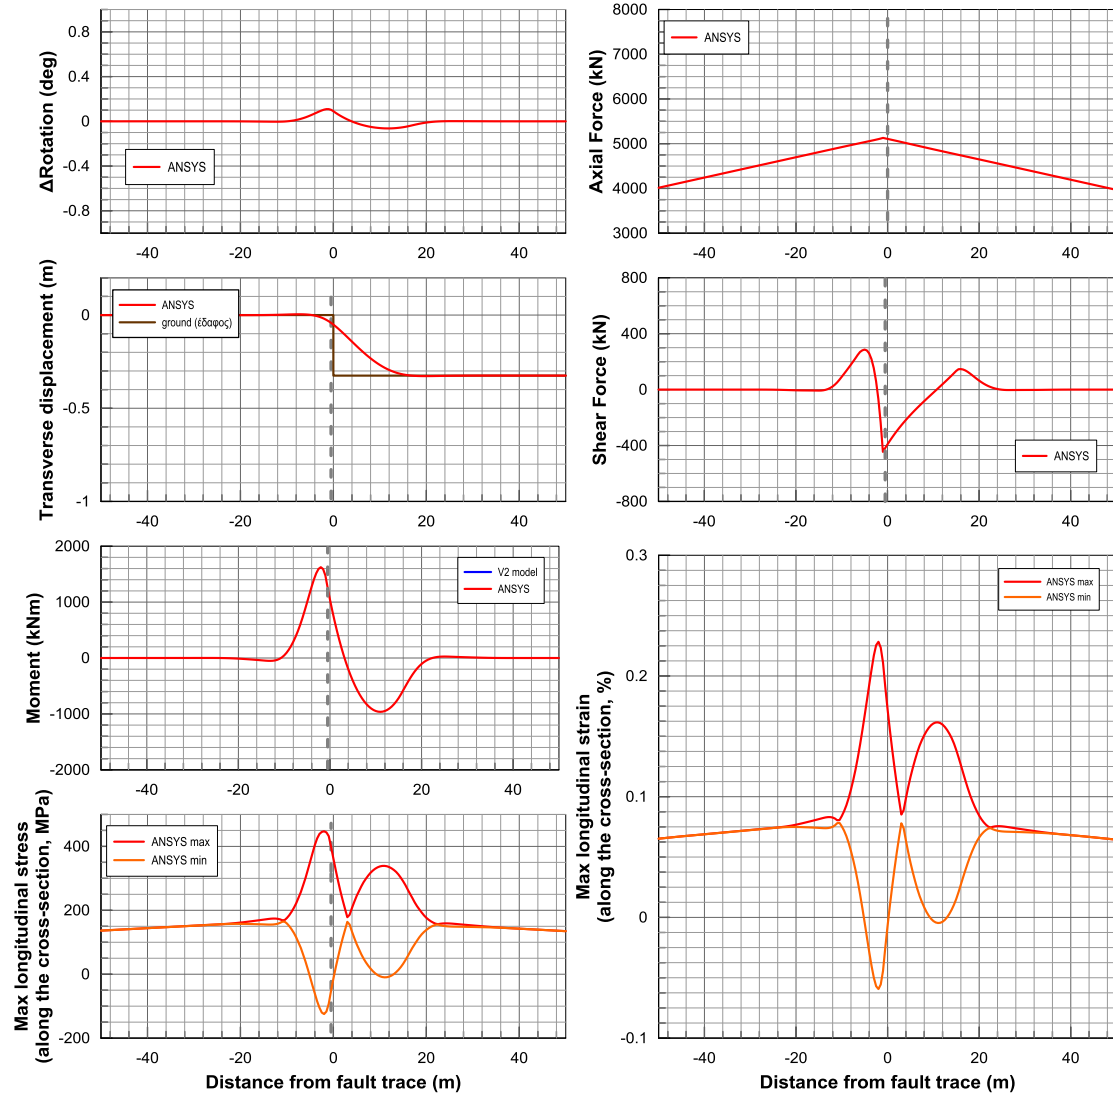 ΔRotation (deg)
0.8
0.4
0
-0.4
-0.8
ANSYS
-40 -20 0 20 40
Axial Force (kN)
8000
7000
6000
5000
4000
3000
ANSYS
-40 -20 0 20 40
Transverse displacement (m)
0
-0.5
-1
ANSYS
ground (έδαφος)
-40 -20 0 20 40
Shear Force (kN)
800
400
0
-400
-800
ANSYS
-40 -20 0 20 40
Moment (kNm)
2000
1000
0
-1000
-2000
V2 model
ANSYS
-40 -20 0 20 40
Max longitudinal stress
(along the cross-section, MPa)
400
200
0
-200
ANSYS max
ANSYS min
-40 -20 0 20 40
Distance from fault trace (m)
Max longitudinal strain
(along the cross-section, %)
0.3
0.2
0.1
0
-0.1
ANSYS max
ANSYS min
-40 -20 0 20 40
Distance from fault trace (m)